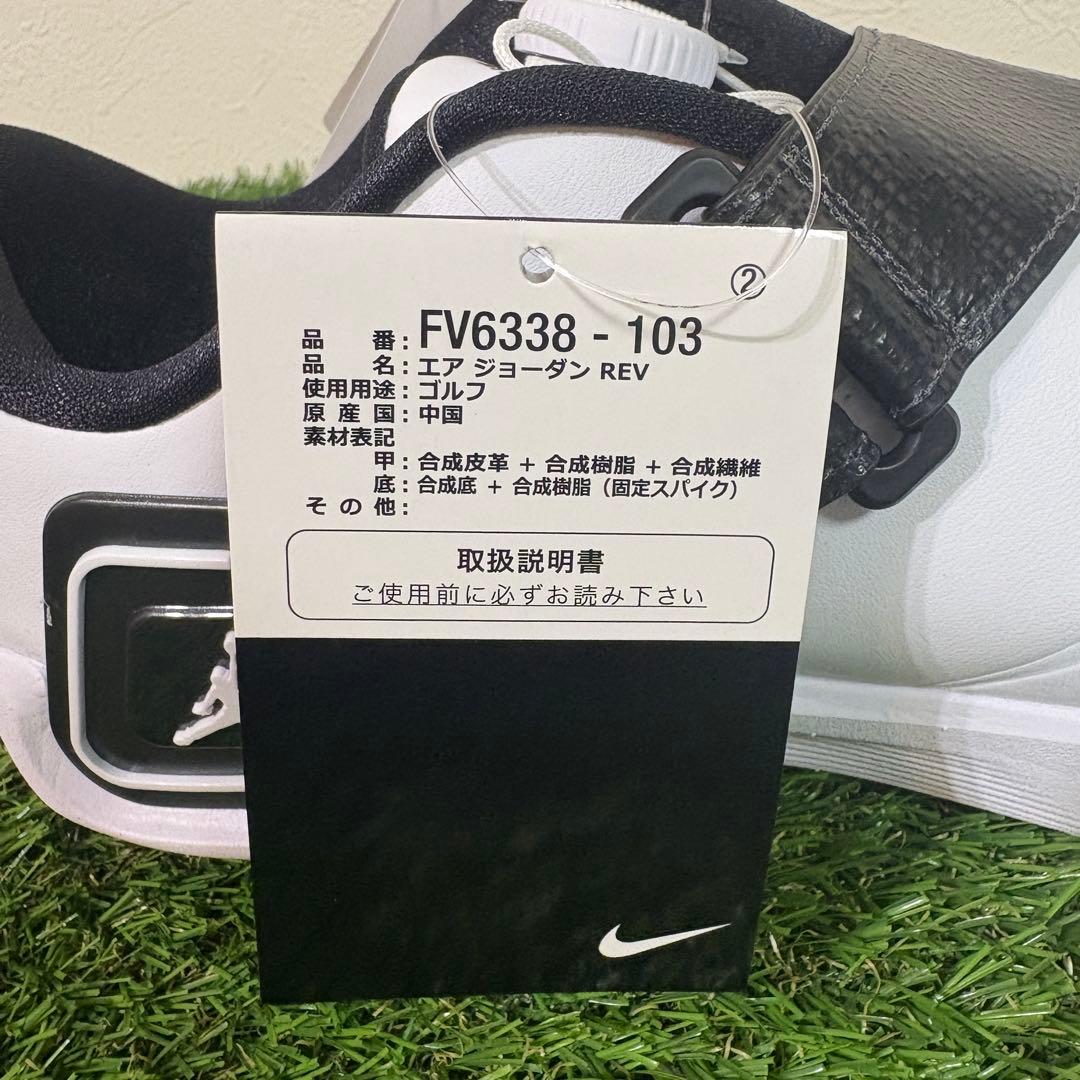 ②
品 番：FV6338 - 103
品 名：エア ジョーダン REV
使用用途：ゴルフ
原 産 国：中国
素材表記
甲：合成皮革 ＋ 合成樹脂 ＋ 合成繊維
底：合成底 ＋ 合成樹脂（固定スパイク）
そ の 他：
取扱説明書
ご使用前に必ずお読み下さい